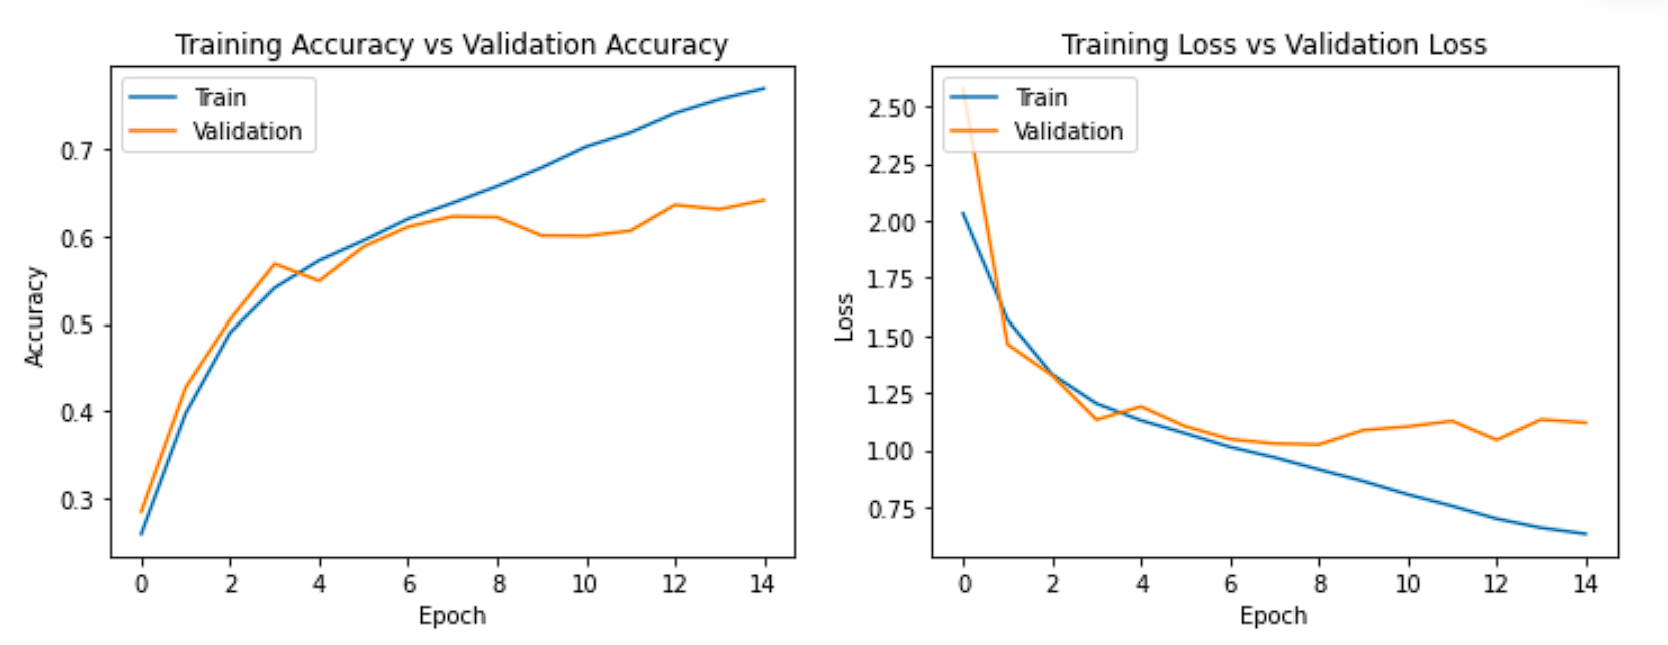 Training Accuracy vs Validation Accuracy
Train
Validation
0.7
0.6
0.5
0.4
0.3
Accuracy
0 2 4 6 8 10 12 14
Epoch
Training Loss vs Validation Loss
Train
Validation
2.50
2.25
2.00
1.75
1.50
1.25
1.00
0.75
Loss
0 2 4 6 8 10 12 14
Epoch